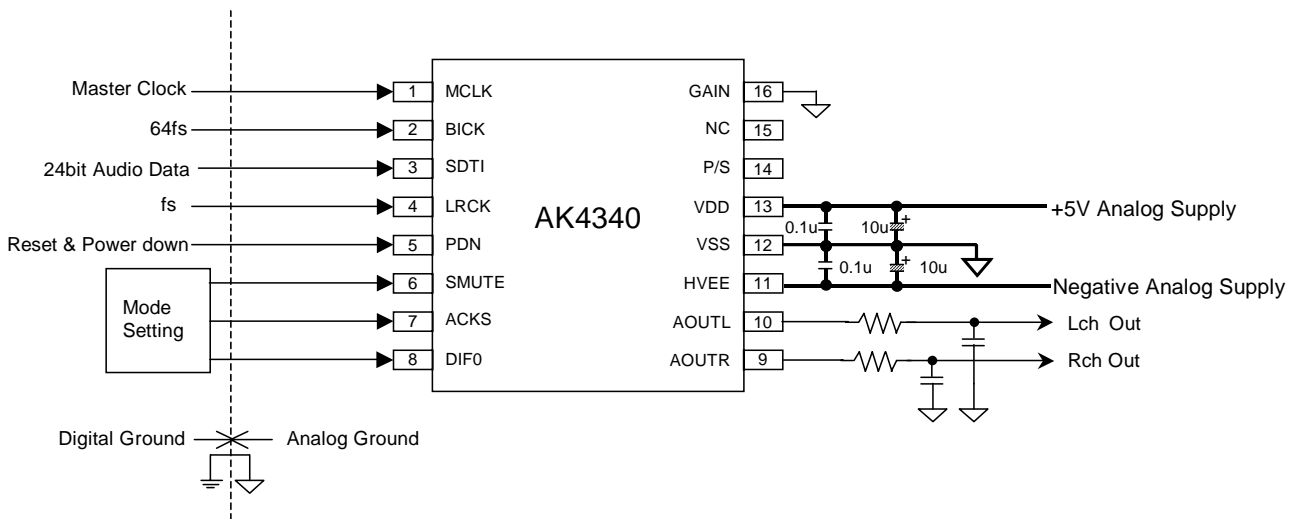 Master Clock
64fs
24bit Audio Data
fs
Reset & Power down
Mode
Setting
1 MCLK
2 BICK
3 SDTI
4 LRCK
5 PDN
6 SMUTE
7 ACKS
8 DIF0
AK4340
GAIN 16
NC 15
P/S 14
VDD 13
VSS 12
HVEE 11
AOUTL 10
AOUTR 9
0.1u 10u +
0.1u + 10u
+5V Analog Supply
Negative Analog Supply
Lch Out
Rch Out
Digital Ground
Analog Ground